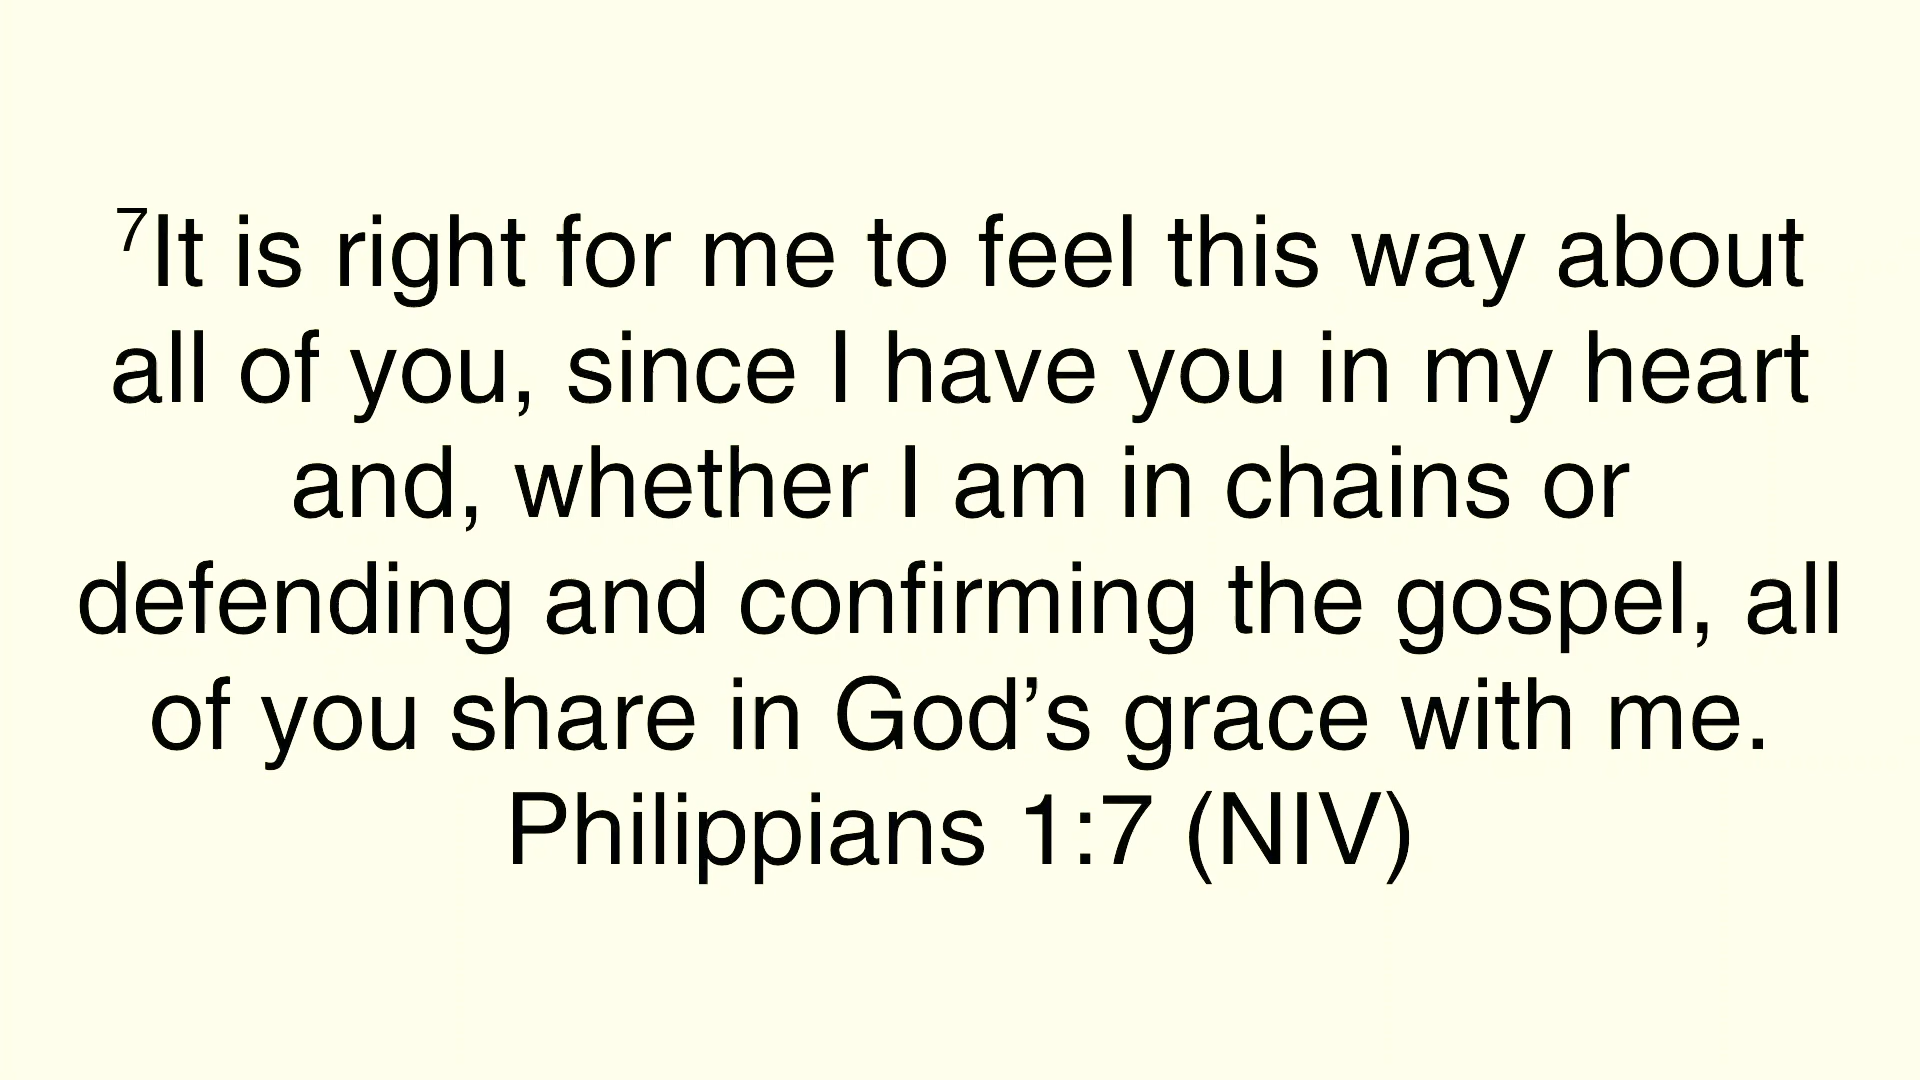 ⁷It is right for me to feel this way about
all of you, since I have you in my heart
and, whether I am in chains or
defending and confirming the gospel, all
of you share in God’s grace with me.
Philippians 1:7 (NIV)